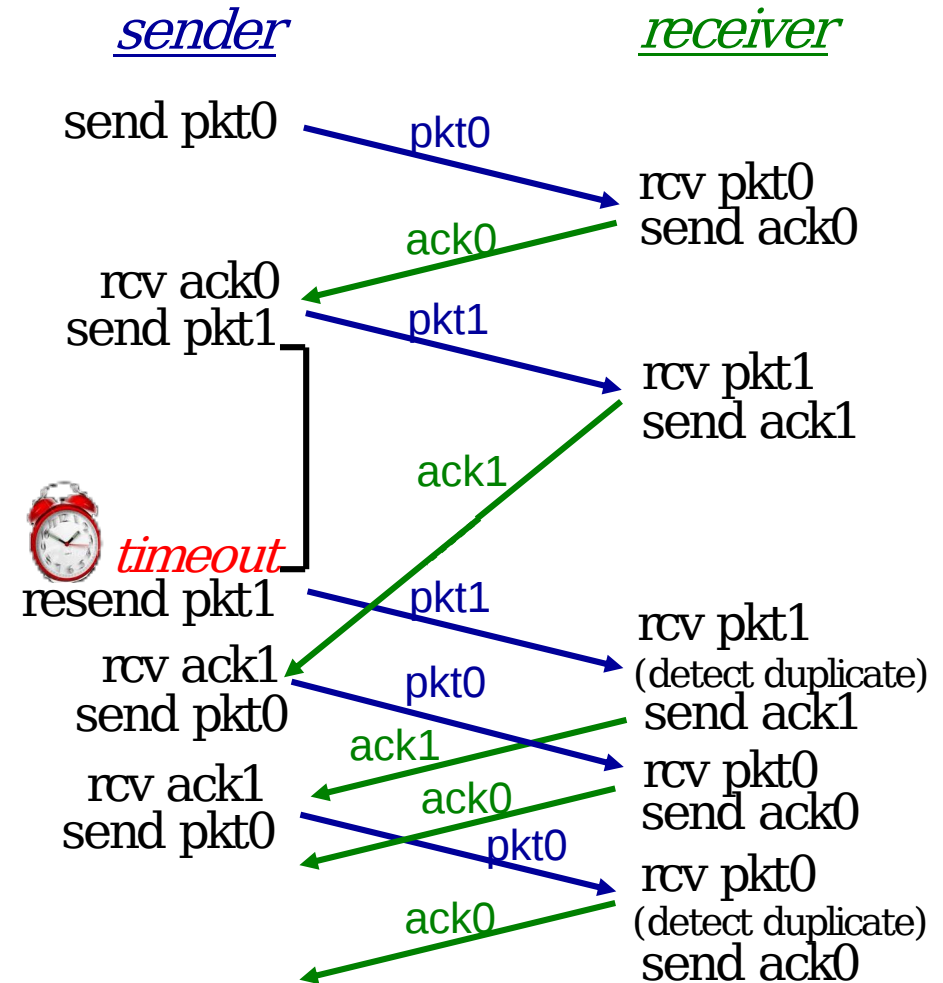 sender
receiver
send pkt0
pkt0
rcv pkt0
send ack0
ack0
rcv ack0
send pkt1
pkt1
rcv pkt1
send ack1
ack1
timeout
resend pkt1
pkt1
rcv pkt1
(detect duplicate)
send ack1
rcv ack1
send pkt0
pkt0
ack1
rcv pkt0
send ack0
rcv ack1
send pkt0
ack0
pkt0
rcv pkt0
(detect duplicate)
send ack0
ack0